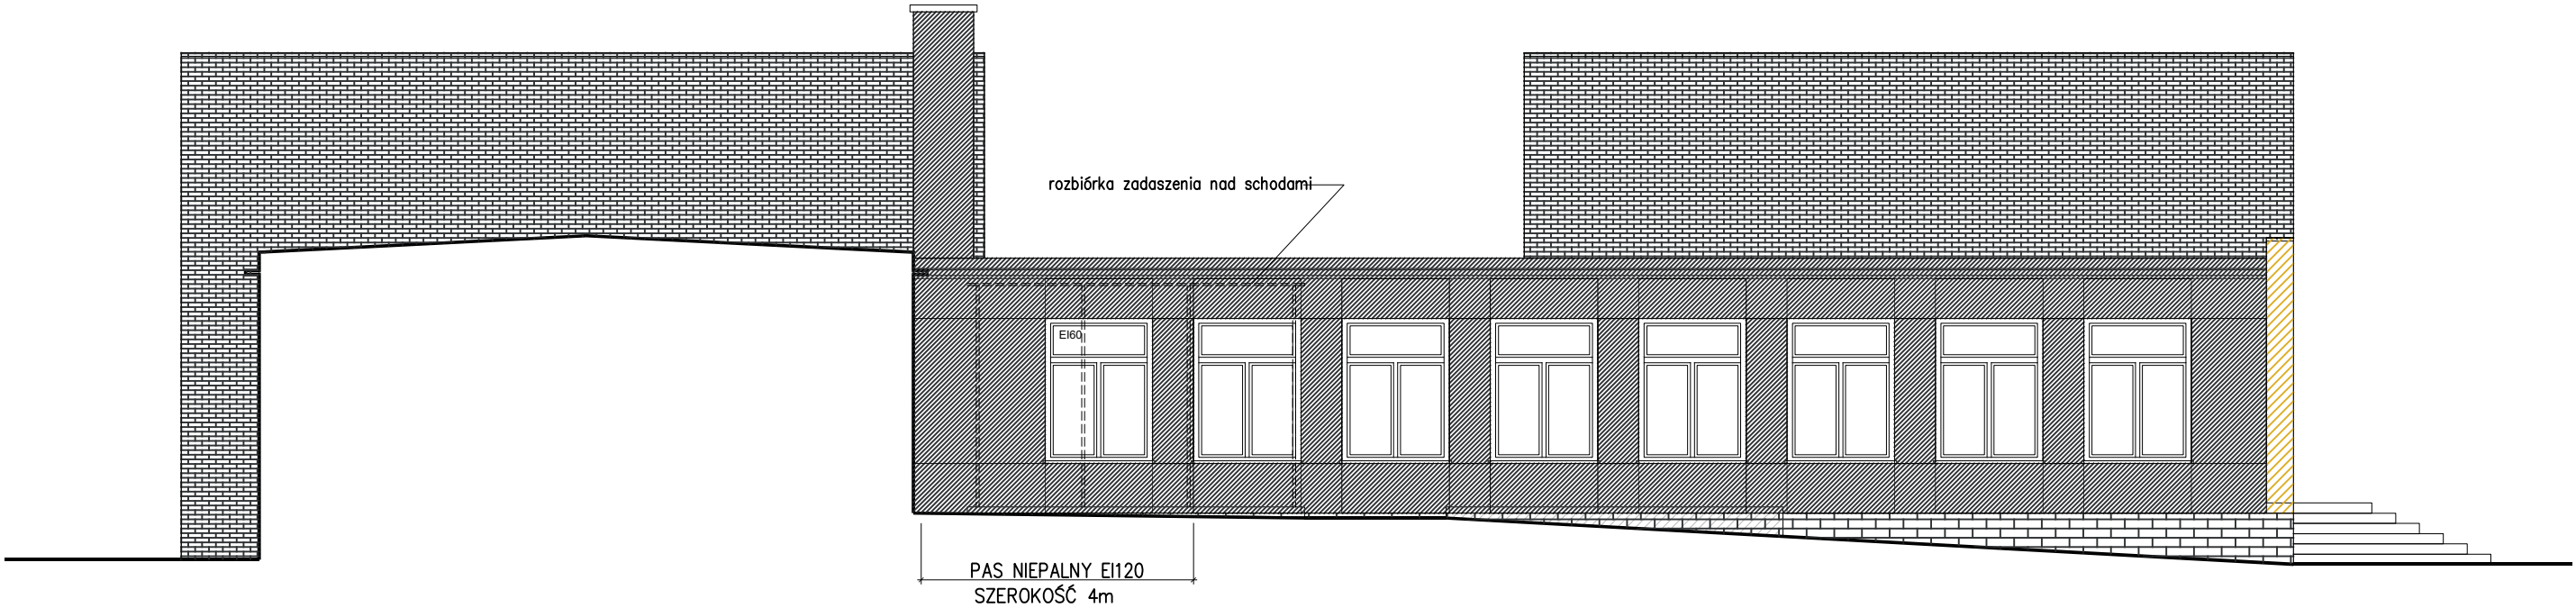 rozbiórka zadaszenia nad schodami
EI60
PAS NIEPALNY EI120
SZEROKOŚĆ 4m